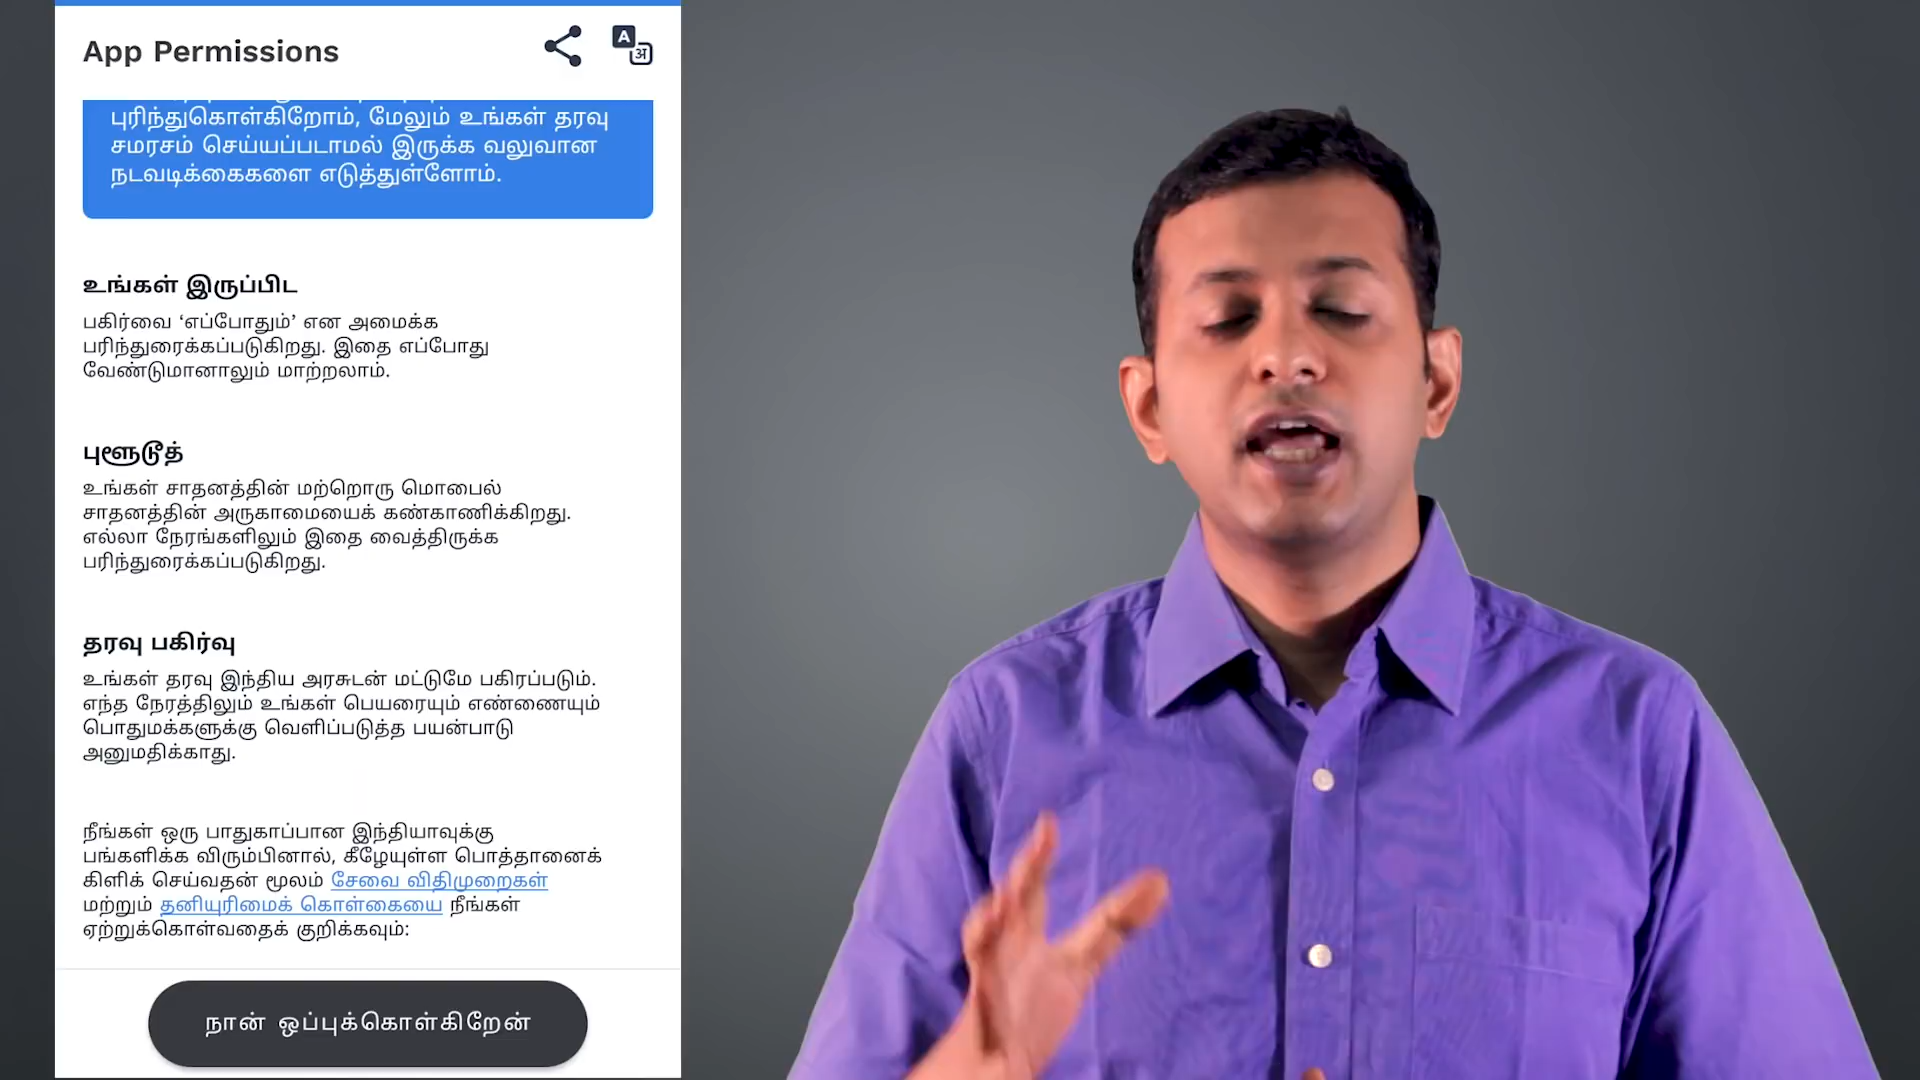 App Permissions
A
अ
புரிந்துகொள்கிறோம், மேலும் உங்கள் தரவு
சமரசம் செய்யப்படாமல் இருக்க வலுவான
நடவடிக்கைகளை எடுத்துள்ளோம்.
உங்கள் இருப்பிட
பகிர்வை ‘எப்போதும்’ என அமைக்க
பரிந்துரைக்கப்படுகிறது. இதை எப்போது
வேண்டுமானாலும் மாற்றலாம்.
புளூடூத்
உங்கள் சாதனத்தின் மற்றொரு மொபைல்
சாதனத்தின் அருகாமையைக் கண்காணிக்கிறது.
எல்லா நேரங்களிலும் இதை வைத்திருக்க
பரிந்துரைக்கப்படுகிறது.
தரவு பகிர்வு
உங்கள் தரவு இந்திய அரசுடன் மட்டுமே பகிரப்படும்.
எந்த நேரத்திலும் உங்கள் பெயரையும் எண்ணையும்
பொதுமக்களுக்கு வெளிப்படுத்த பயன்பாடு
அனுமதிக்காது.
நீங்கள் ஒரு பாதுகாப்பான இந்தியாவுக்கு
பங்களிக்க விரும்பினால், கீழேயுள்ள பொத்தானைக்
கிளிக் செய்வதன் மூலம் சேவை விதிமுறைகள்
மற்றும் தனியுரிமைக் கொள்கையை நீங்கள்
ஏற்றுக்கொள்வதைக் குறிக்கவும்:
நான் ஒப்புக்கொள்கிறேன்